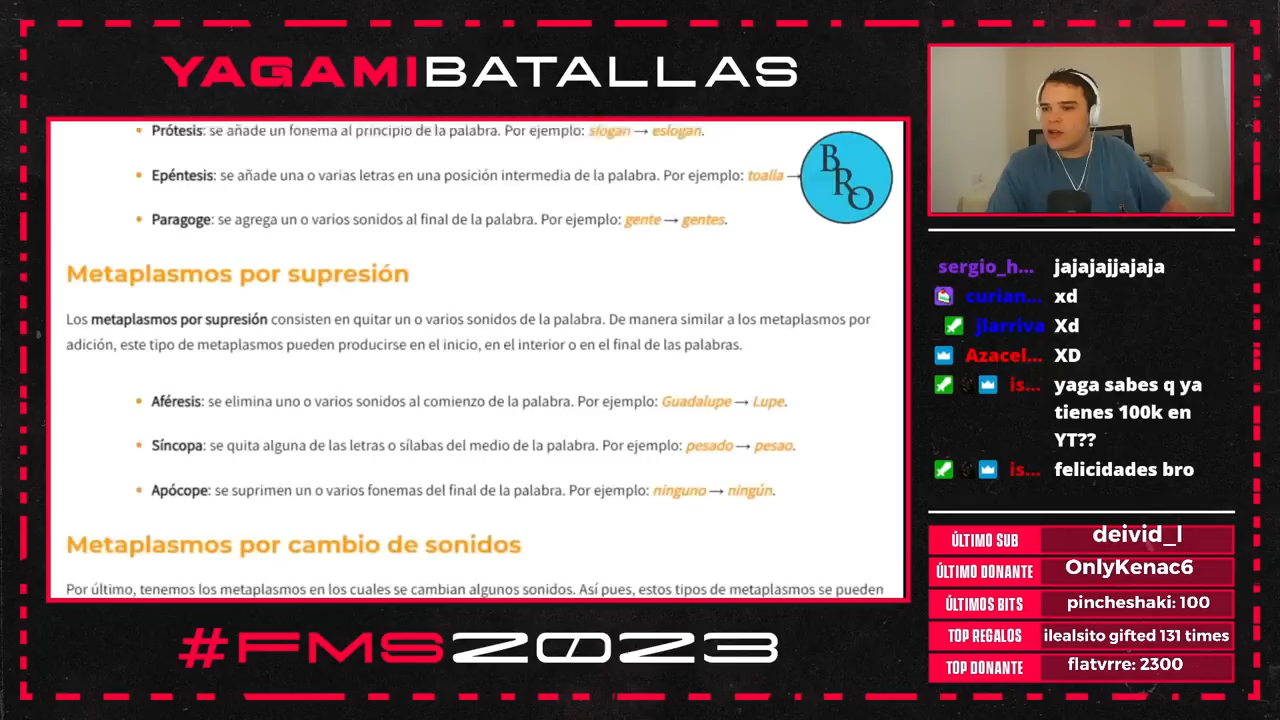 YAGAMIBATALLAS
Prótesis: se añade un fonema al principio de la palabra. Por ejemplo: slogan → eslogan.
Epéntesis: se añade una o varias letras en una posición intermedia de la palabra. Por ejemplo: toalla →
Paragoge: se agrega un o varios sonidos al final de la palabra. Por ejemplo: gente → gentes.
BRO
Metaplasmos por supresión
Los metaplasmos por supresión consisten en quitar un o varios sonidos de la palabra. De manera similar a los metaplasmos por
adición, este tipo de metaplasmos pueden producirse en el inicio, en el interior o en el final de las palabras.
Aféresis: se elimina uno o varios sonidos al comienzo de la palabra. Por ejemplo: Guadalupe → Lupe.
Síncopa: se quita alguna de las letras o sílabas del medio de la palabra. Por ejemplo: pesado → pesao.
Apócope: se suprimen un o varios fonemas del final de la palabra. Por ejemplo: ninguno → ningún.
Metaplasmos por cambio de sonidos
Por último, tenemos los metaplasmos en los cuales se cambian algunos sonidos. Así pues, estos tipos de metaplasmo se pueden
#FMS2023
sergio_h... jajajajjajaja
curian... xd
jlarriva Xd
Azacel... XD
is... yaga sabes q ya
tienes 100k en
YT??
is... felicidades bro
ÚLTIMO SUB deivid_l
ÚLTIMO DONANTE OnlyKenac6
ÚLTIMOS BITS pincheshaki: 100
TOP REGALOS ilealsito gifted 131 times
TOP DONANTE flatvrre: 2300